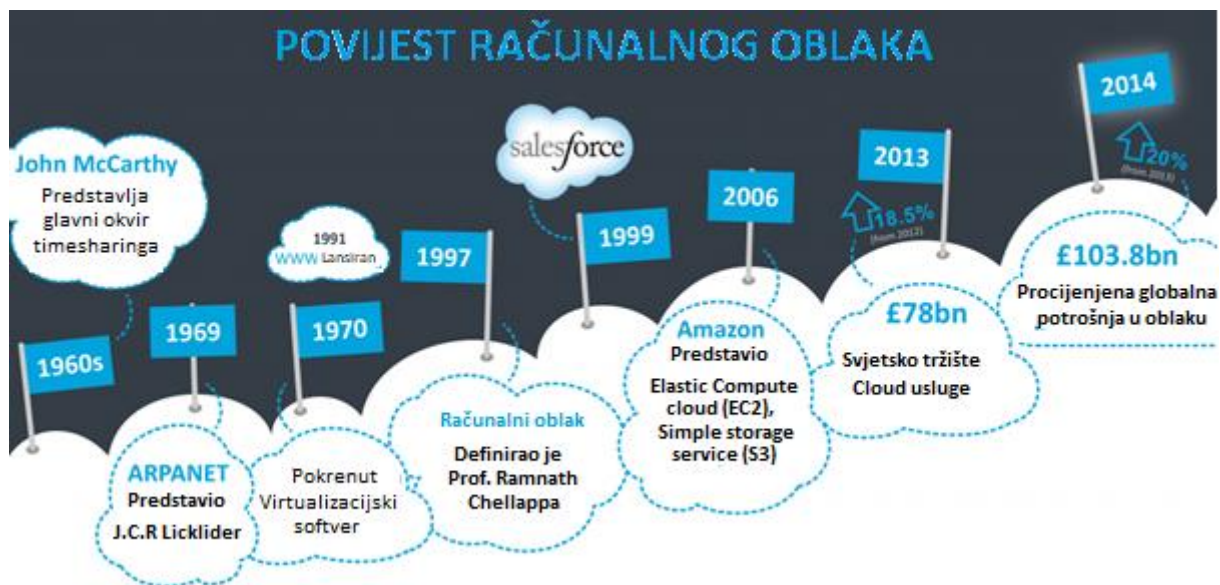 POVIJEST RAČUNALNOG OBLAKA
John McCarthy
Predstavlja
glavni okvir
timesharinga
1960s
1969
ARPANET
Predstavio
J.C.R Licklider
1991
WWW Lansiran
1970
Pokrenut
Virtualizacijski
softver
1997
Računalni oblak
Definirao je
Prof. Ramnath
Chellappa
salesforce
1999
2006
Amazon
Predstavio
Elastic Compute
cloud (EC2),
Simple storage
service (S3)
2013
18.5%
(from 2012)
£78bn
Svjetsko tržište
Cloud usluge
2014
20%
(from 2013)
£103.8bn
Procijenjena globalna
potrošnja u oblaku